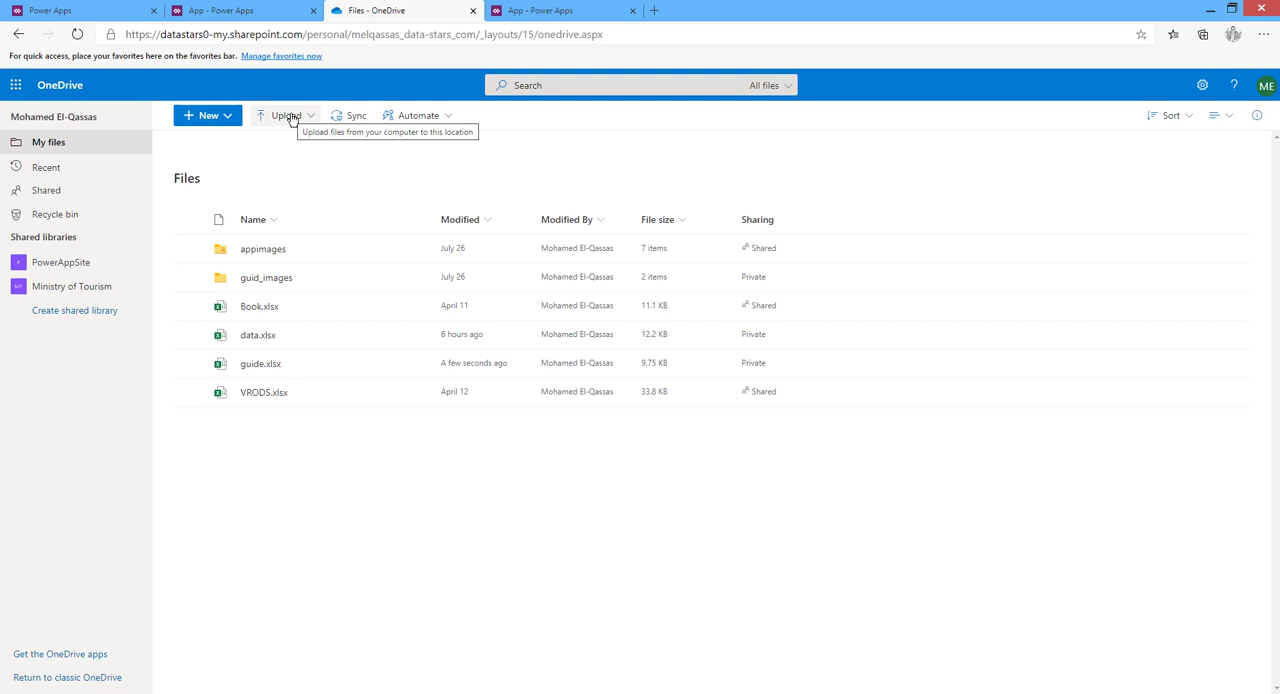 Power Apps
App - Power Apps
Files - OneDrive
App - Power Apps
https://datastars0-my.sharepoint.com/personal/melqassas_data-stars_com/_layouts/15/onedrive.aspx
For quick access, place your favorites here on the favorites bar. Manage favorites now
OneDrive
Search
All files
ME
Mohamed El-Qassas
New
Upload
Sync
Automate
Sort
Upload files from your computer to this location
My files
Recent
Shared
Recycle bin
Shared libraries
P PowerAppSite
MT Ministry of Tourism
Create shared library
Files
Name Modified Modified By File size Sharing
appimages July 26 Mohamed El-Qassas 7 items Shared
guid_images July 26 Mohamed El-Qassas 2 items Private
Book.xlsx April 11 Mohamed El-Qassas 11.1 KB Shared
data.xlsx 6 hours ago Mohamed El-Qassas 12.2 KB Private
guide.xlsx A few seconds ago Mohamed El-Qassas 9.75 KB Private
VRODS.xlsx April 12 Mohamed El-Qassas 33.8 KB Shared
Get the OneDrive apps
Return to classic OneDrive